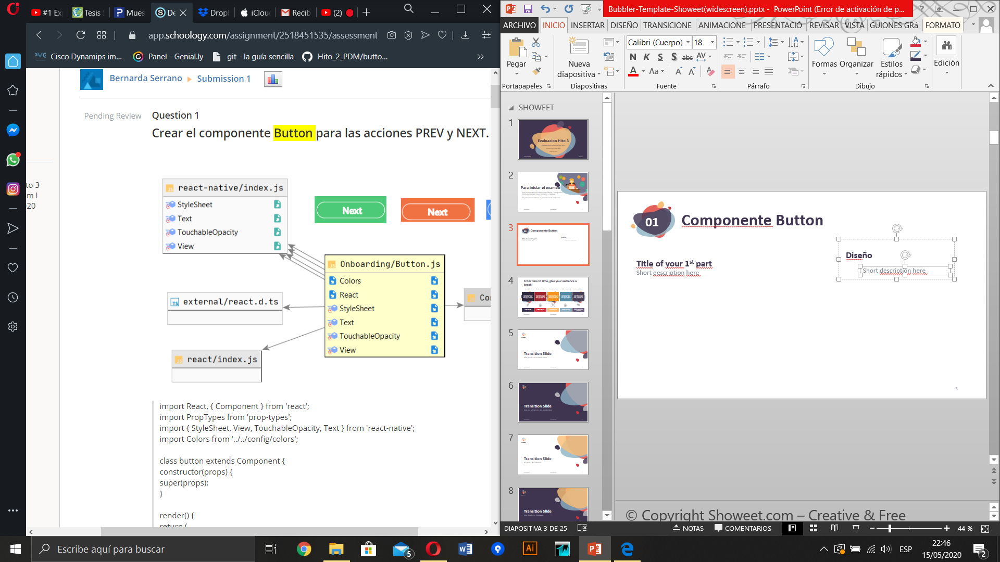 #1 Ex
Tesis
Mues
De
Dropl
iClou
Recib
(2)
app.schoology.com/assignment/2518451535/assessment
Cisco Dynamips im...
Panel - Genial.ly
git - la guía sencilla
Hito_2_PDM/butto...
Bernarda Serrano
Submission 1
Pending Review
Question 1
Crear el componente Button para las acciones PREV y NEXT.
to 3
m I
20
react-native/index.js
StyleSheet
Text
TouchableOpacity
View
Next
Next
Onboarding/Button.js
Colors
React
StyleSheet
Text
TouchableOpacity
View
external/react.d.ts
Co
react/index.js
import React, { Component } from 'react';
import PropTypes from 'prop-types';
import { StyleSheet, View, TouchableOpacity, Text } from 'react-native';
import Colors from '../../config/colors';
class button extends Component {
constructor(props) {
super(props);
}
render() {
return (
Bubbler-Template-Showeet(widescreen).pptx - PowerPoint (Error de activación de p...
ARCHIVO
INICIO
INSERTAR
DISEÑO
TRANSICIONE
ANIMACIONE
PRESENTACIÓ
REVISAR
VISTA
GUIONES GRá
FORMATO
Pegar
Portapapeles
Nueva
diapositiva
Diapositivas
Calibri (Cuerpo)
18
N K S S abc AV
A Aa A A
Fuente
Párrafo
Formas
Organizar
Estilos
rápidos
Dibujo
Edición
SHOWEET
1
Evaluacion Hito 3
2
Para iniciar el examen
3
01
Componente Button
Title of your 1st part
Diseño
4
From time to time, give your audience a
break!
5
Transition Slide
6
Transition Slide
7
Transition Slide
8
Transition Slide
01
Componente Button
Title of your 1st part
Short description here
Diseño
Short description here
3
© Copyright Showeet.com – Creative & Free
DIAPOSITIVA 3 DE 25
NOTAS
COMENTARIOS
44 %
Escribe aquí para buscar
5
ESP
22:46
15/05/2020
2